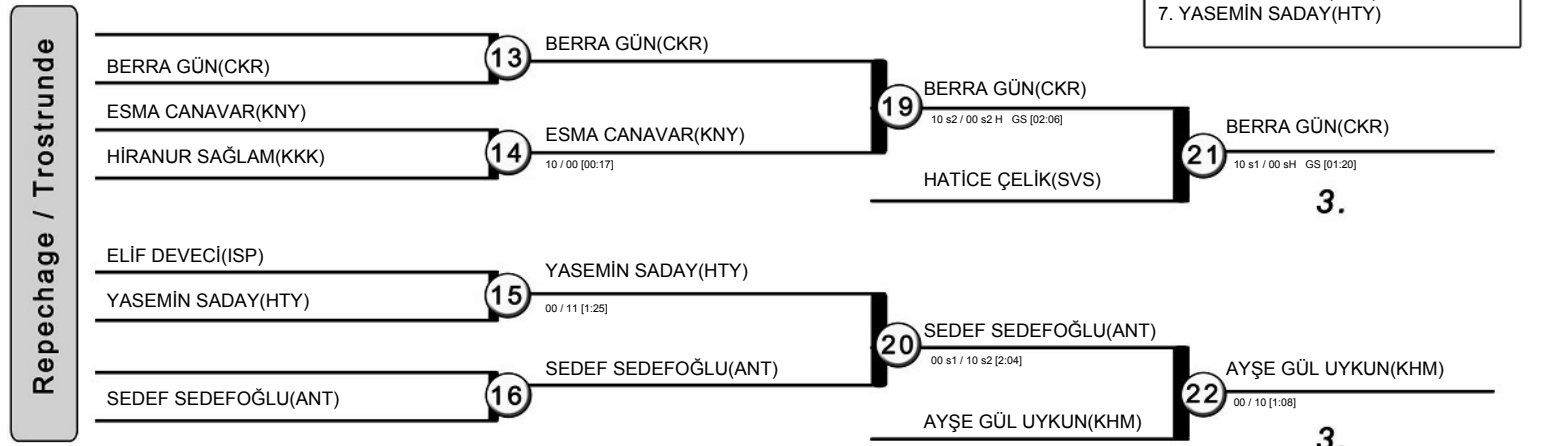 7. YASEMİN SADAY(HTY)
Repechage / Trostrunde
BERRA GÜN(CKR)
13
BERRA GÜN(CKR)
ESMA CANAVAR(KNY)
HİRANUR SAĞLAM(KKK)
14
ESMA CANAVAR(KNY)
10 / 00 [00:17]
19
BERRA GÜN(CKR)
10 s2 / 00 s2 H GS [02:06]
HATİCE ÇELİK(SVS)
21
BERRA GÜN(CKR)
10 s1 / 00 sH GS [01:20]
3.
ELİF DEVECİ(ISP)
YASEMİN SADAY(HTY)
15
YASEMİN SADAY(HTY)
00 / 11 [1:25]
SEDEF SEDEFOĞLU(ANT)
16
SEDEF SEDEFOĞLU(ANT)
20
SEDEF SEDEFOĞLU(ANT)
00 s1 / 10 s2 [2:04]
AYŞE GÜL UYKUN(KHM)
22
AYŞE GÜL UYKUN(KHM)
00 / 10 [1:08]
3.